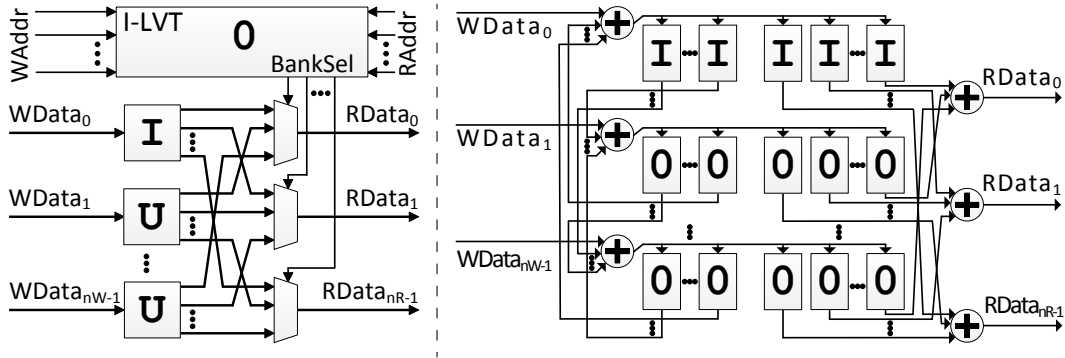 I-LVT
0
BankSel
WAddr
RAddr
WData0
I
RData0
WData1
U
RData1
WDatanW-1
U
RDatanR-1
WData0
I I I I I
RData0
WData1
0 0 0 0 0
RData1
WDatanW-1
0 0 0 0 0
RDatanR-1